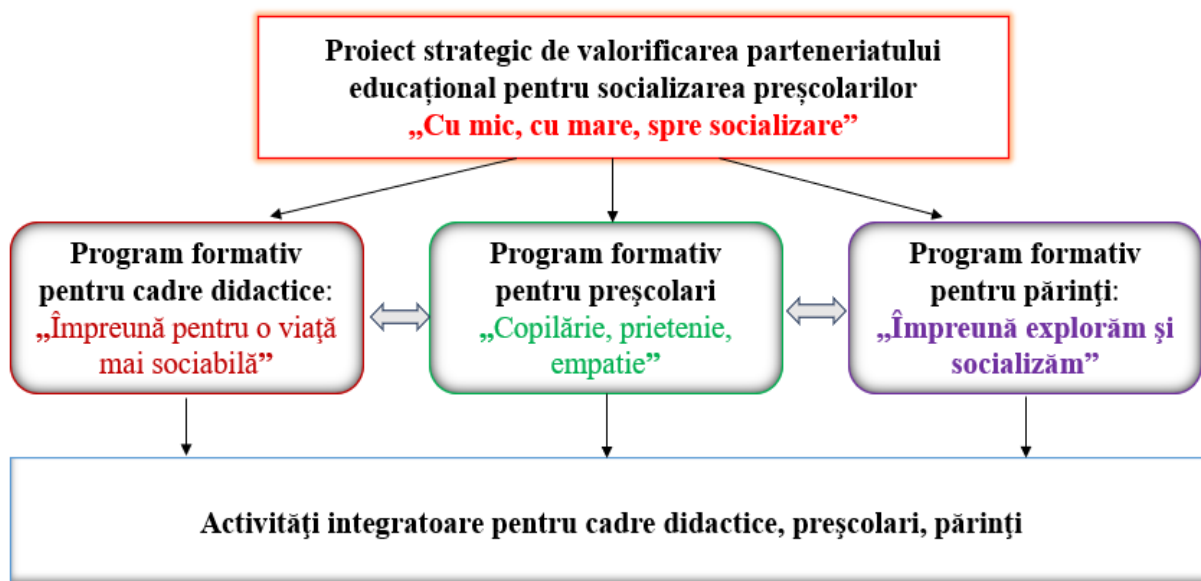 Proiect strategic de valorificarea parteneriatului
educațional pentru socializarea preșcolarilor
„Cu mic, cu mare, spre socializare”
Program formativ
pentru cadre didactice:
„Împreună pentru o viaţă
mai sociabilă”
Program formativ
pentru preşcolari
„Copilărie, prietenie,
empatie”
Program formativ
pentru părinţi:
„Împreună explorăm şi
socializăm”
Activităţi integratoare pentru cadre didactice, preşcolari, părinţi